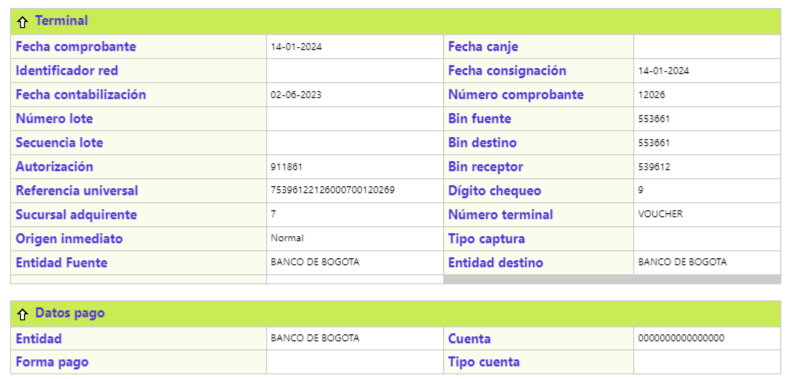 Terminal
Fecha comprobante 14-01-2024 Fecha canje
Identificador red Fecha consignación 14-01-2024
Fecha contabilización 02-06-2023 Número comprobante 12026
Número lote Bin fuente 553661
Secuencia lote Bin destino 553661
Autorización 911861 Bin receptor 539612
Referencia universal 75396122126000700120269 Dígito chequeo 9
Sucursal adquirente 7 Número terminal VOUCHER
Origen inmediato Normal Tipo captura
Entidad Fuente BANCO DE BOGOTA Entidad destino BANCO DE BOGOTA
Datos pago
Entidad BANCO DE BOGOTA Cuenta 0000000000000000
Forma pago Tipo cuenta